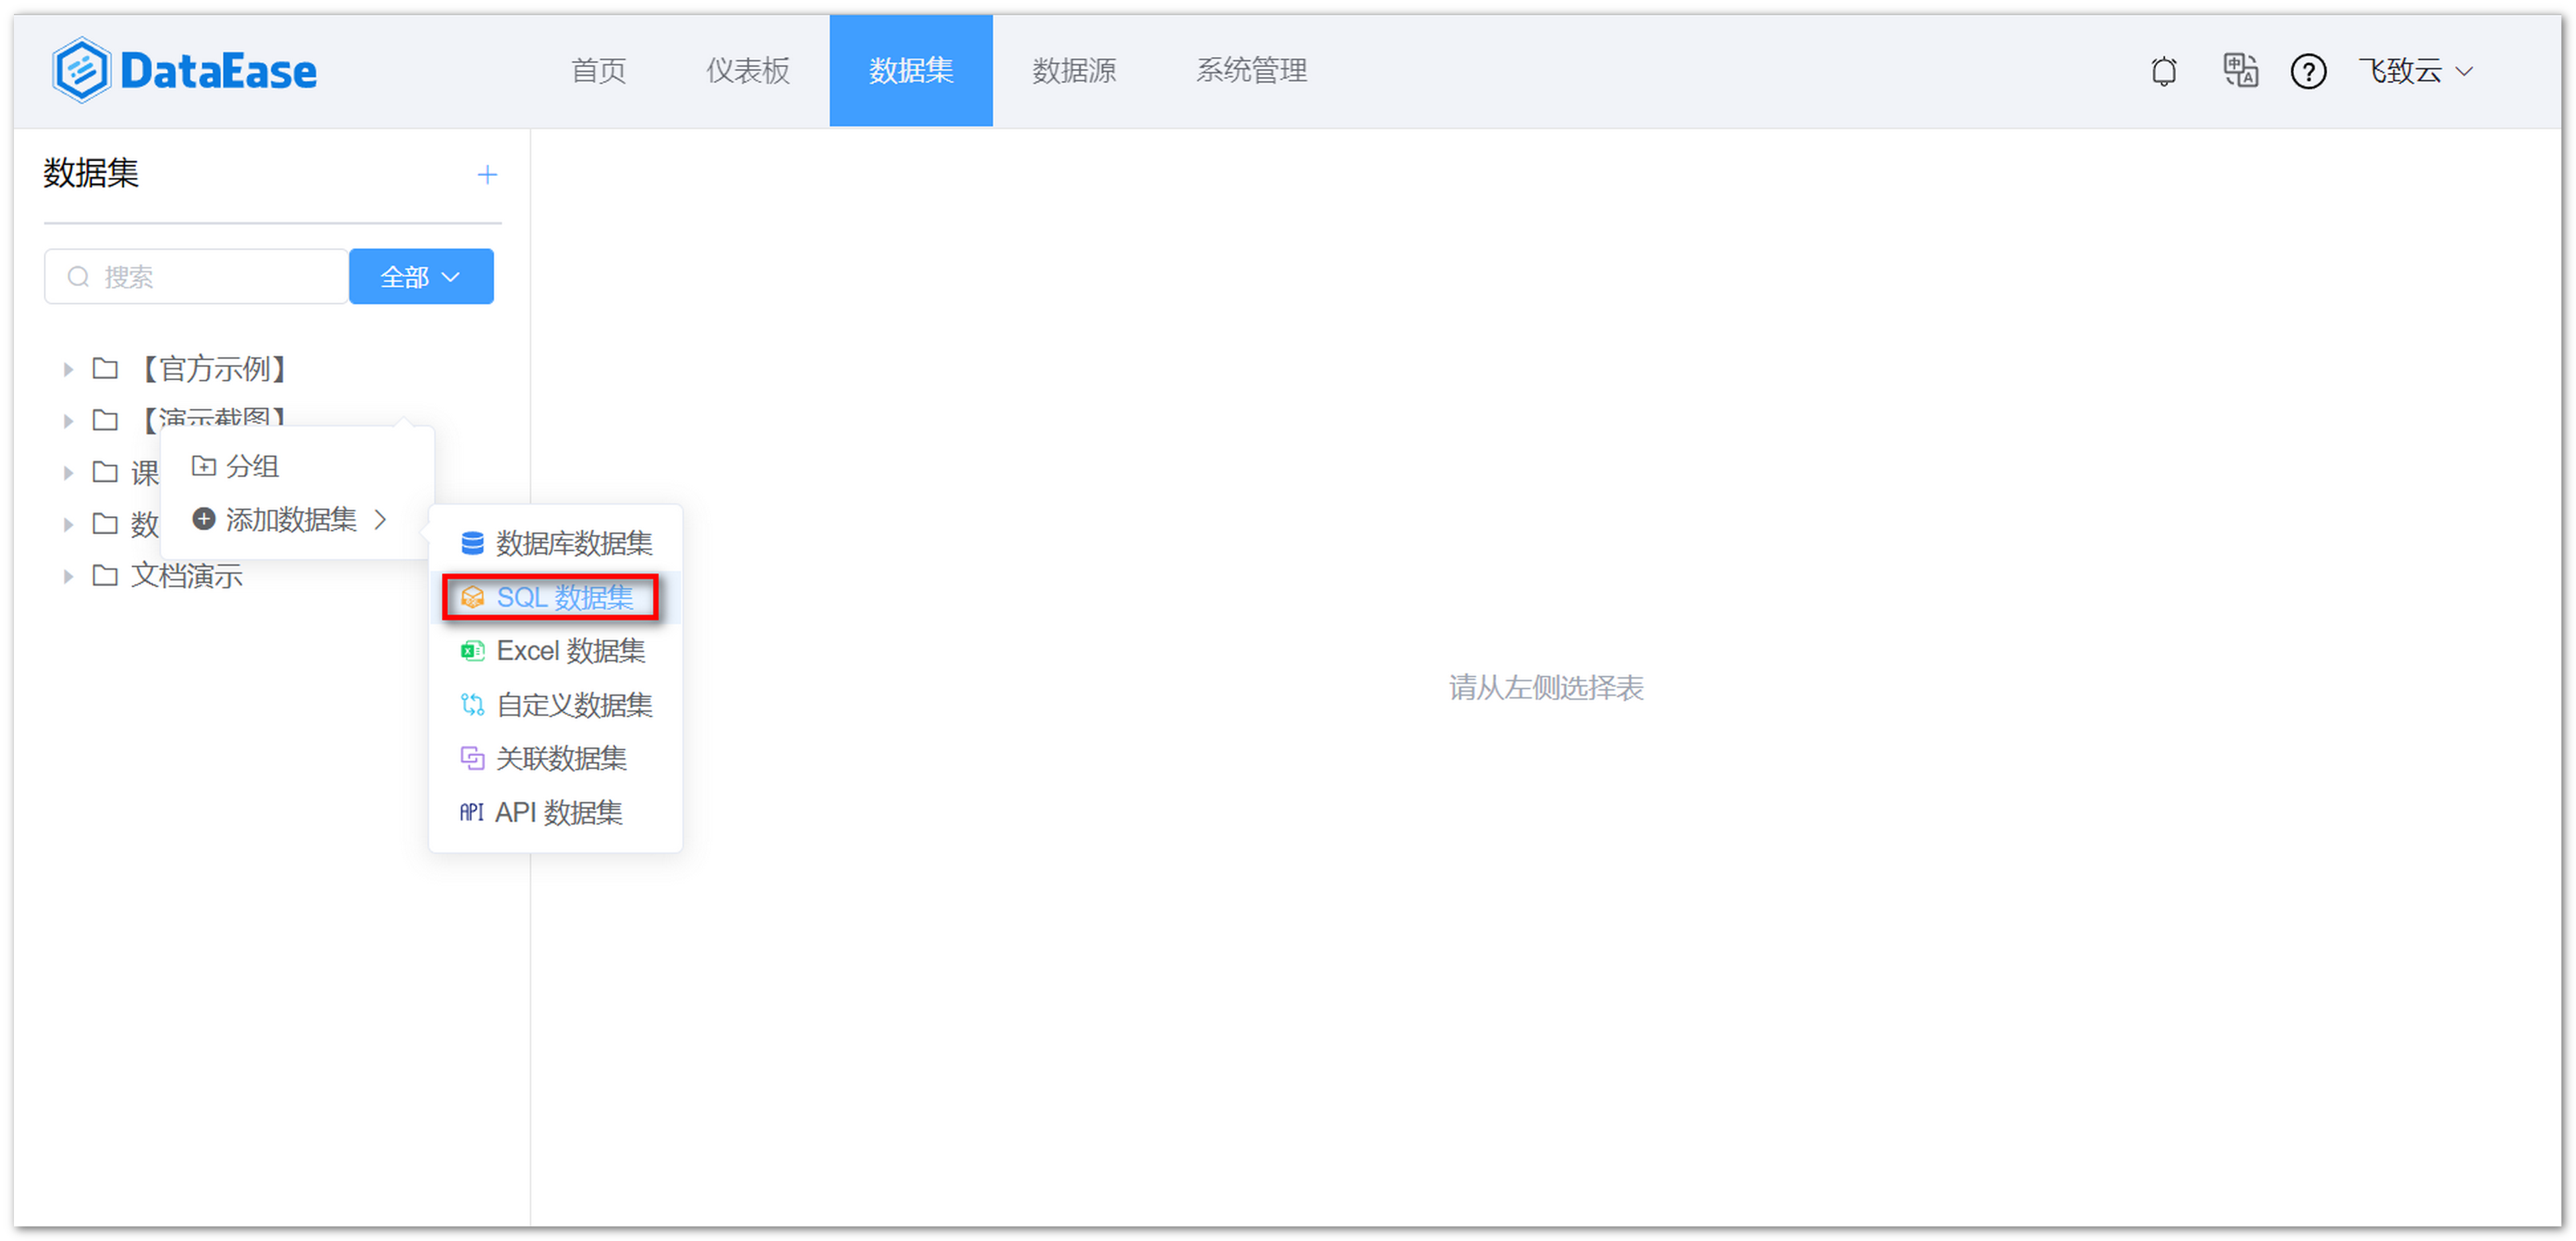 DataEase 首页 仪表板 数据集 数据源 系统管理 飞致云
数据集
搜索 全部
【官方示例】
【演示截图】
课
数
文档演示
分组
添加数据集
数据库数据集
SQL 数据集
Excel 数据集
自定义数据集
关联数据集
API API 数据集
请从左侧选择表